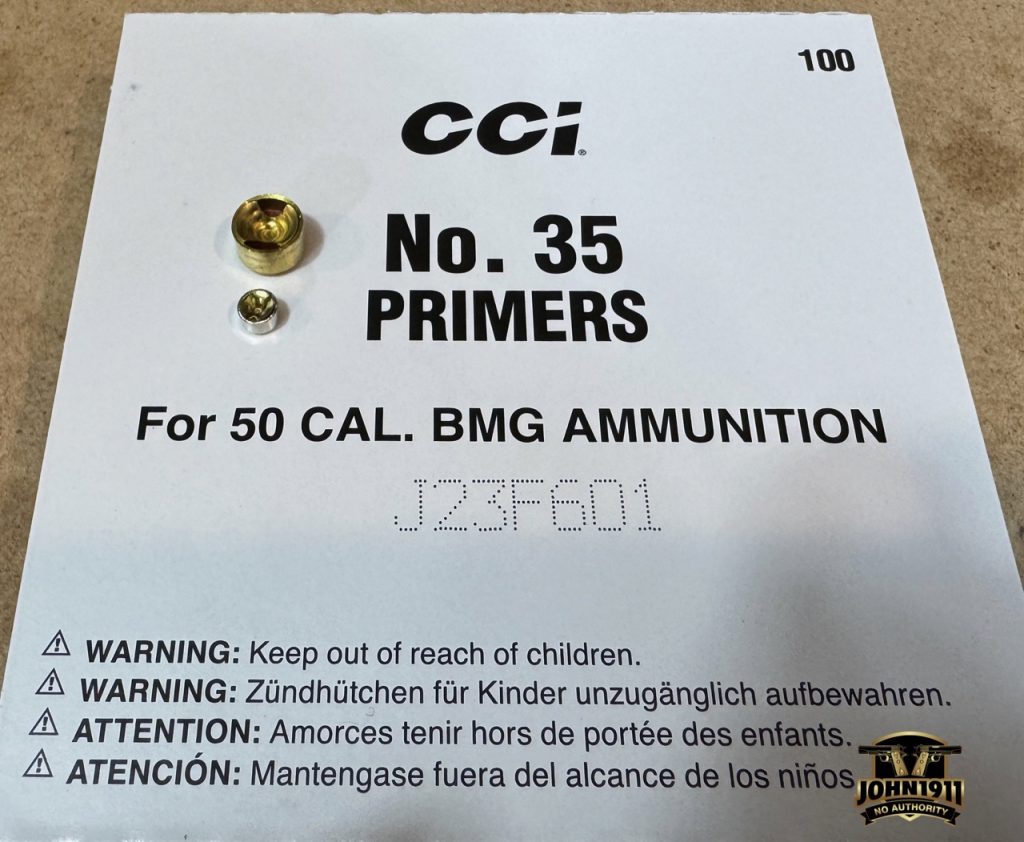 100
CCI®
No. 35
PRIMERS
For 50 CAL. BMG AMMUNITION
J23F601
WARNING: Keep out of reach of children.
WARNING: Zündhütchen für Kinder unzugänglich aufbewahren.
ATTENTION: Amorces tenir hors de portée des enfants.
ATENCIÓN: Mantengase fuera del alcance de los niños
JOHN1911
NO AUTHORITY